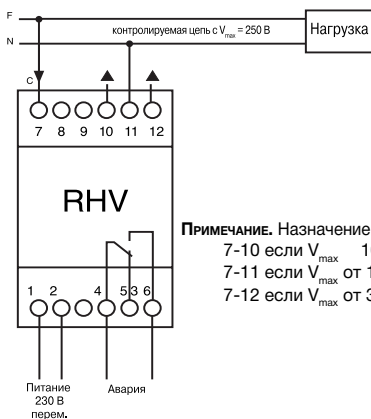 F
контролируемая цепь с Vmax = 250 В
Нагрузка
N
C
7 8 9 10 11 12
RHV
Примечание. Назначение
7-10 если Vmax
7-11 если Vmax от
7-12 если Vmax от
1 2 4 5 3 6
Питание
230 В
перем.
Авария